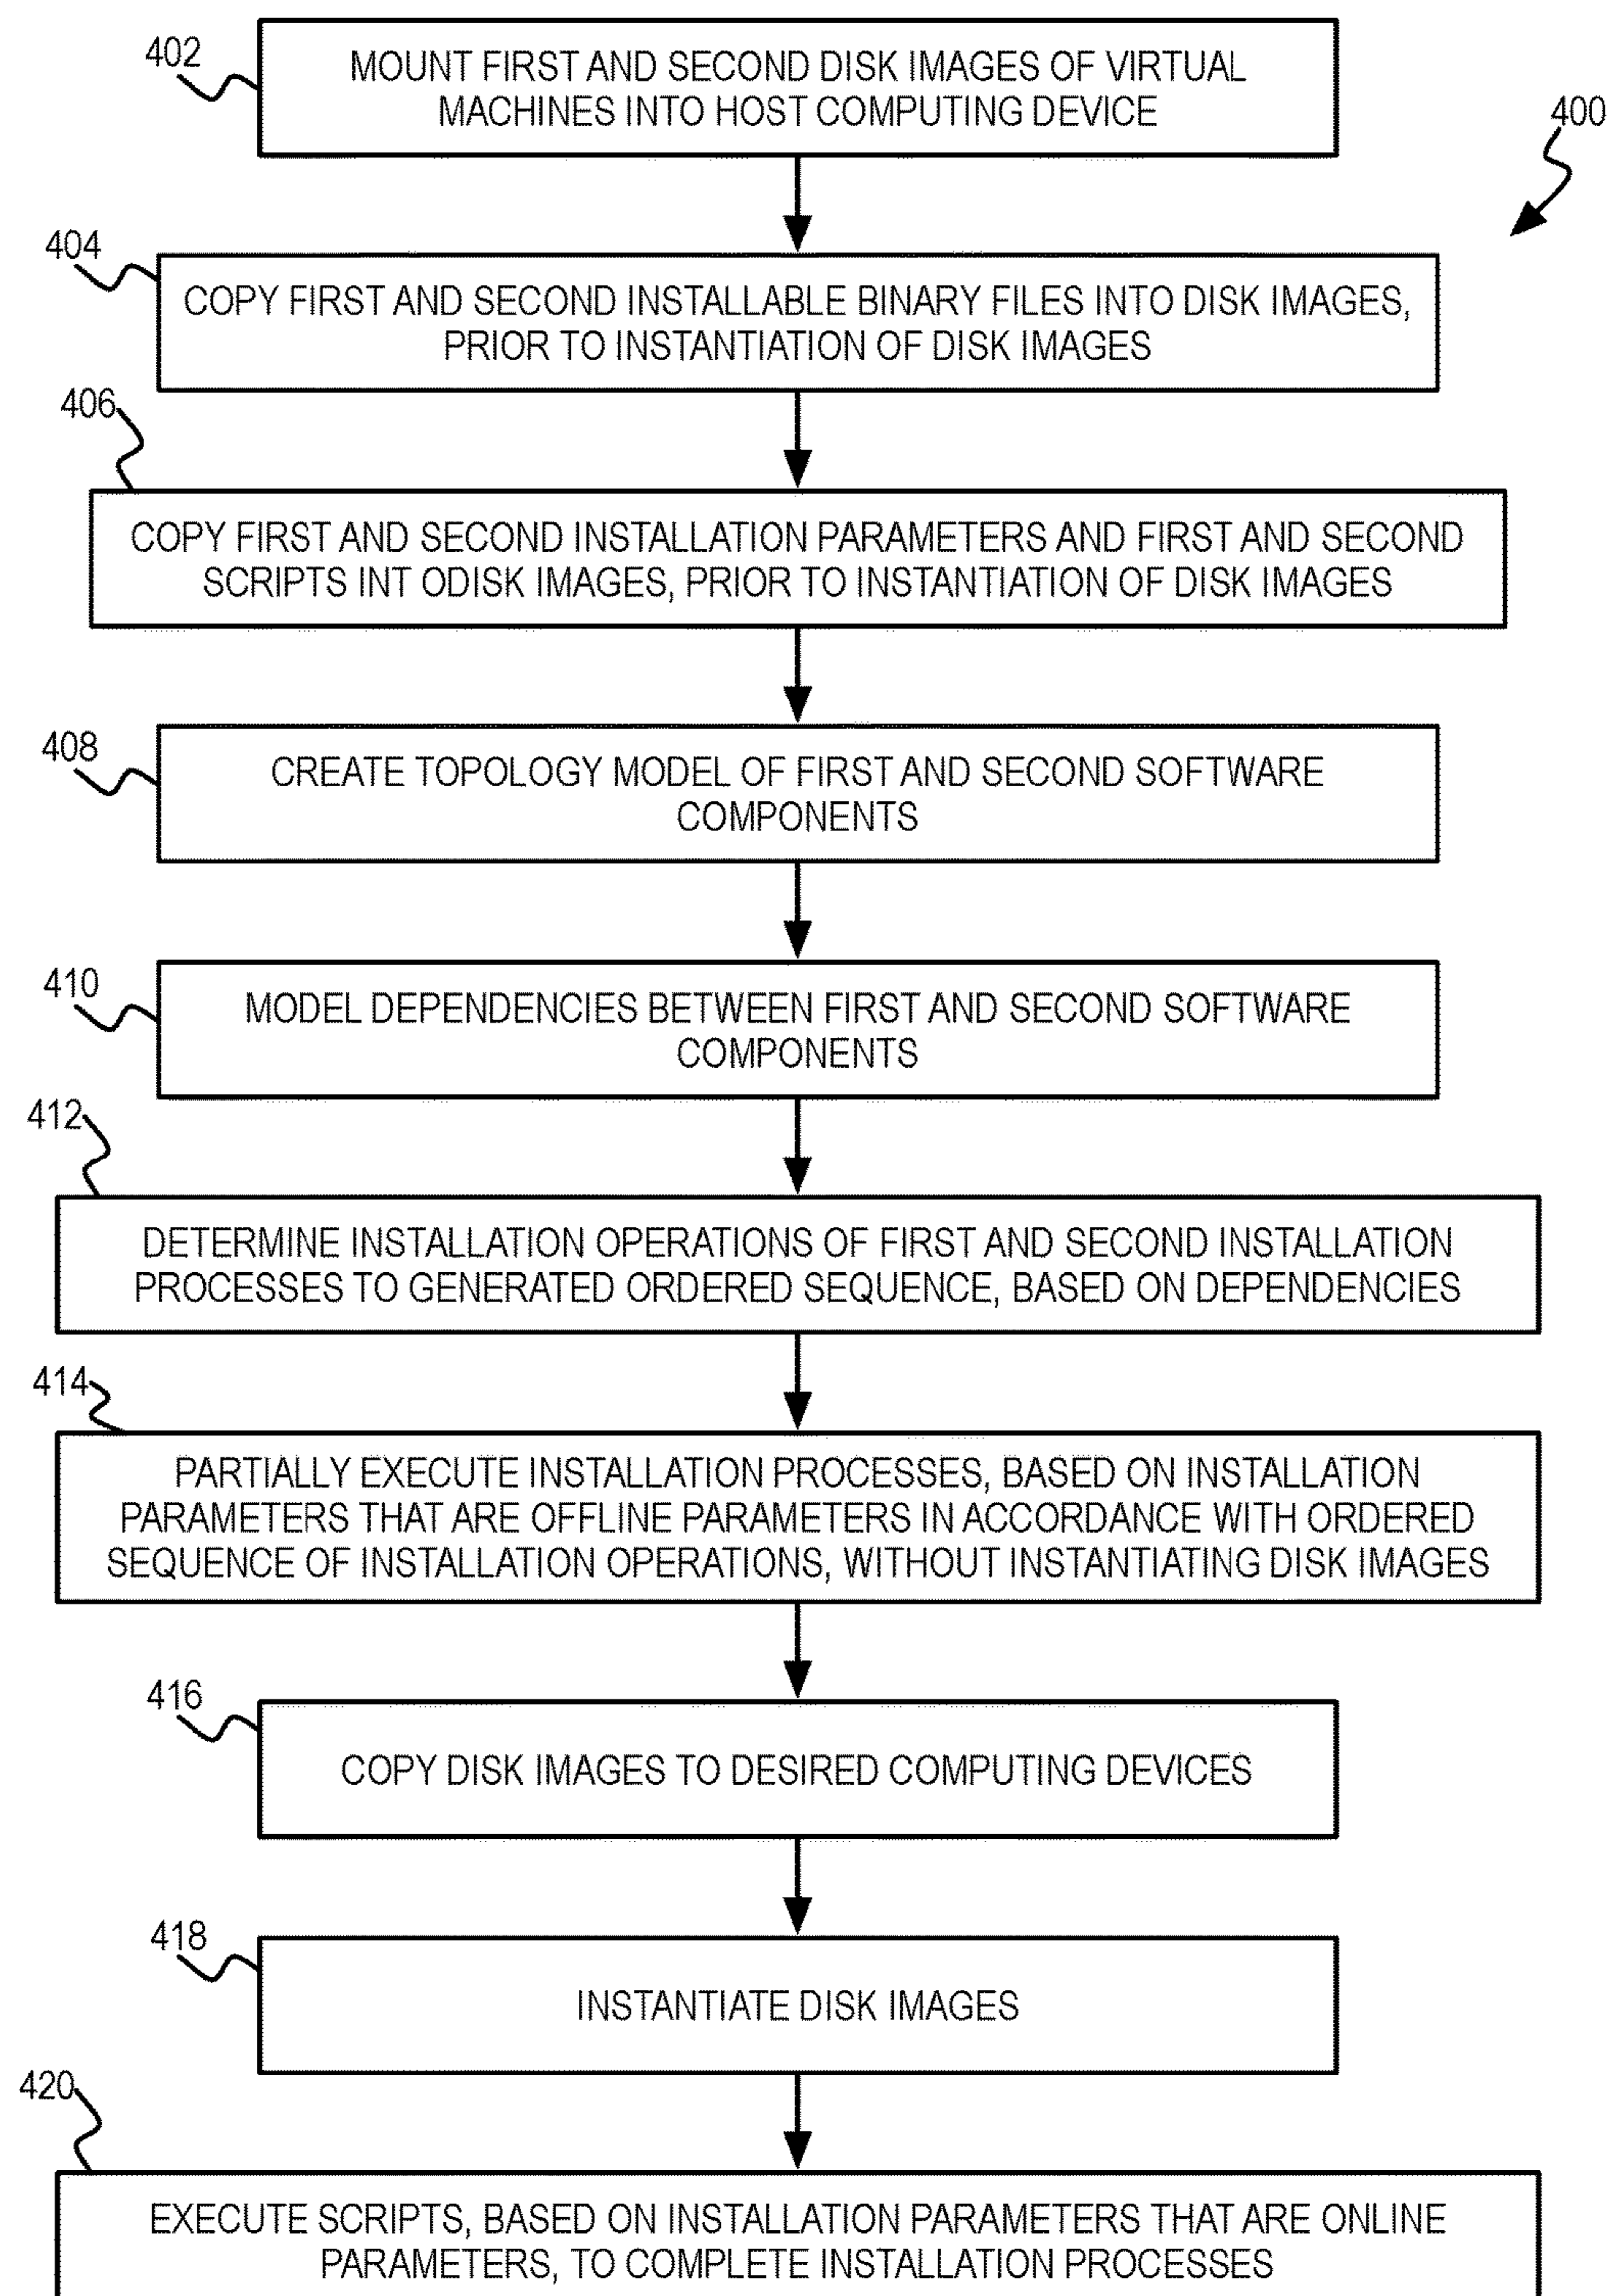 402
MOUNT FIRST AND SECOND DISK IMAGES OF VIRTUAL
MACHINES INTO HOST COMPUTING DEVICE
400
404
COPY FIRST AND SECOND INSTALLABLE BINARY FILES INTO DISK IMAGES,
PRIOR TO INSTANTIATION OF DISK IMAGES
406
COPY FIRST AND SECOND INSTALLATION PARAMETERS AND FIRST AND SECOND
SCRIPTS INT ODISK IMAGES, PRIOR TO INSTANTIATION OF DISK IMAGES
408
CREATE TOPOLOGY MODEL OF FIRST AND SECOND SOFTWARE
COMPONENTS
410
MODEL DEPENDENCIES BETWEEN FIRST AND SECOND SOFTWARE
COMPONENTS
412
DETERMINE INSTALLATION OPERATIONS OF FIRST AND SECOND INSTALLATION
PROCESSES TO GENERATED ORDERED SEQUENCE, BASED ON DEPENDENCIES
414
PARTIALLY EXECUTE INSTALLATION PROCESSES, BASED ON INSTALLATION
PARAMETERS THAT ARE OFFLINE PARAMETERS IN ACCORDANCE WITH ORDERED
SEQUENCE OF INSTALLATION OPERATIONS, WITHOUT INSTANTIATING DISK IMAGES
416
COPY DISK IMAGES TO DESIRED COMPUTING DEVICES
418
INSTANTIATE DISK IMAGES
420
EXECUTE SCRIPTS, BASED ON INSTALLATION PARAMETERS THAT ARE ONLINE
PARAMETERS, TO COMPLETE INSTALLATION PROCESSES